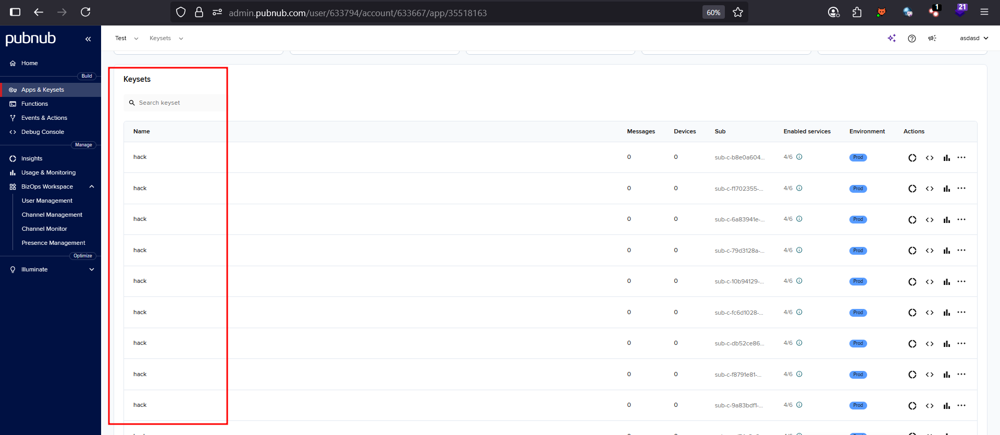 admin.pubnub.com/user/633794/account/633667/app/35518163 60% 1 21
pubnub
Test Keysets asdasd
Home
Build
Apps & Keysets
Functions
Events & Actions
Debug Console
Manage
Insights
Usage & Monitoring
BizOps Workspace
User Management
Channel Management
Channel Monitor
Presence Management
Optimize
Illuminate
Keysets
Search keyset
Name Messages Devices Sub Enabled services Environment Actions
hack 0 0 sub-c-b8e0a604... 4/6 Prod
hack 0 0 sub-c-f1702355-... 4/6 Prod
hack 0 0 sub-c-6a83941e-... 4/6 Prod
hack 0 0 sub-c-79d3128a-... 4/6 Prod
hack 0 0 sub-c-10b94129-... 4/6 Prod
hack 0 0 sub-c-fc6d1028-... 4/6 Prod
hack 0 0 sub-c-db52ce86... 4/6 Prod
hack 0 0 sub-c-f8791e81-... 4/6 Prod
hack 0 0 sub-c-9a83bdf1-... 4/6 Prod